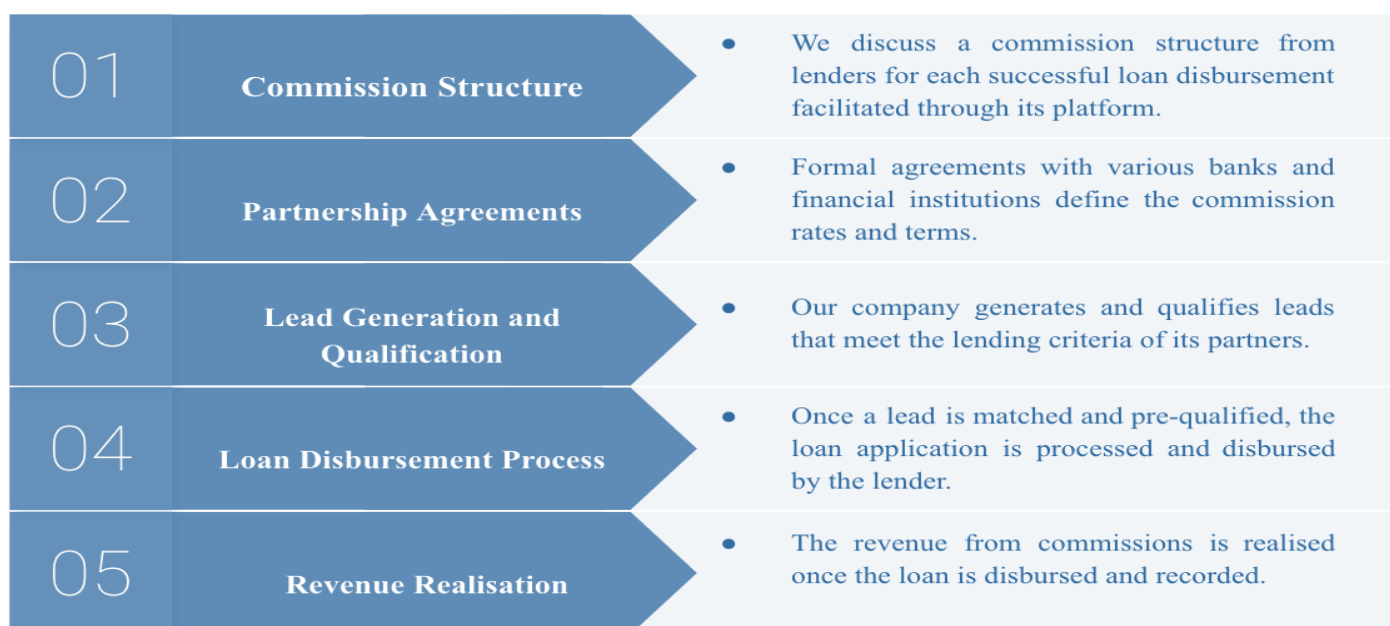 01
Commission Structure
• We discuss a commission structure from
lenders for each successful loan disbursement
facilitated through its platform.
02
Partnership Agreements
• Formal agreements with various banks and
financial institutions define the commission
rates and terms.
03
Lead Generation and
Qualification
• Our company generates and qualifies leads
that meet the lending criteria of its partners.
04
Loan Disbursement Process
• Once a lead is matched and pre-qualified, the
loan application is processed and disbursed
by the lender.
05
Revenue Realisation
• The revenue from commissions is realised
once the loan is disbursed and recorded.